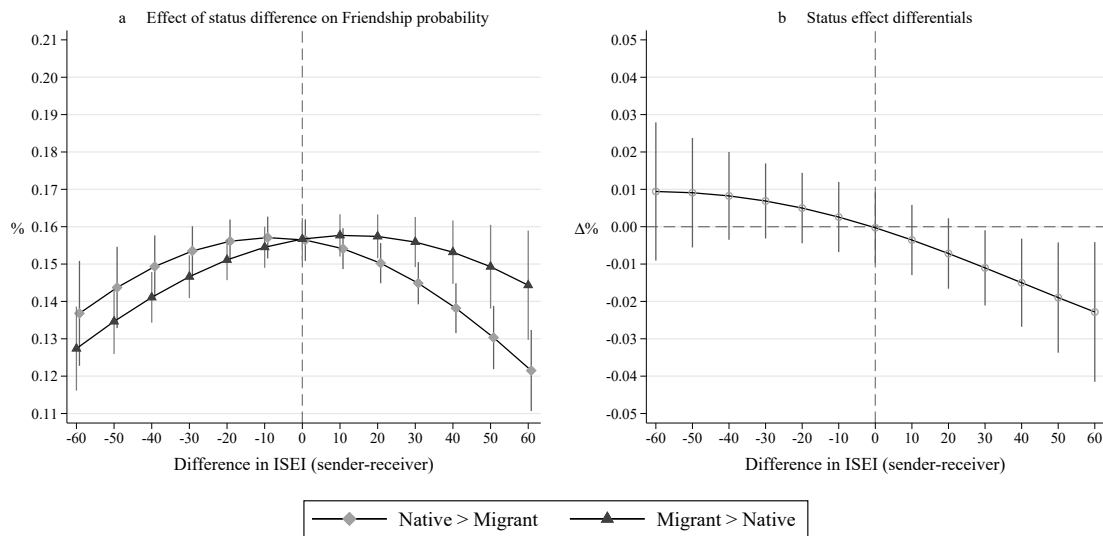 a Effect of status difference on Friendship probability
0.21
0.20
0.19
0.18
0.17
0.16
0.15
0.14
0.13
0.12
0.11
%
-60 -50 -40 -30 -20 -10 0 10 20 30 40 50 60
Difference in ISEI (sender-receiver)
b Status effect differentials
0.05
0.04
0.03
0.02
0.01
0.00
-0.01
-0.02
-0.03
-0.04
-0.05
Δ%
-60 -50 -40 -30 -20 -10 0 10 20 30 40 50 60
Difference in ISEI (sender-receiver)
Native > Migrant Migrant > Native